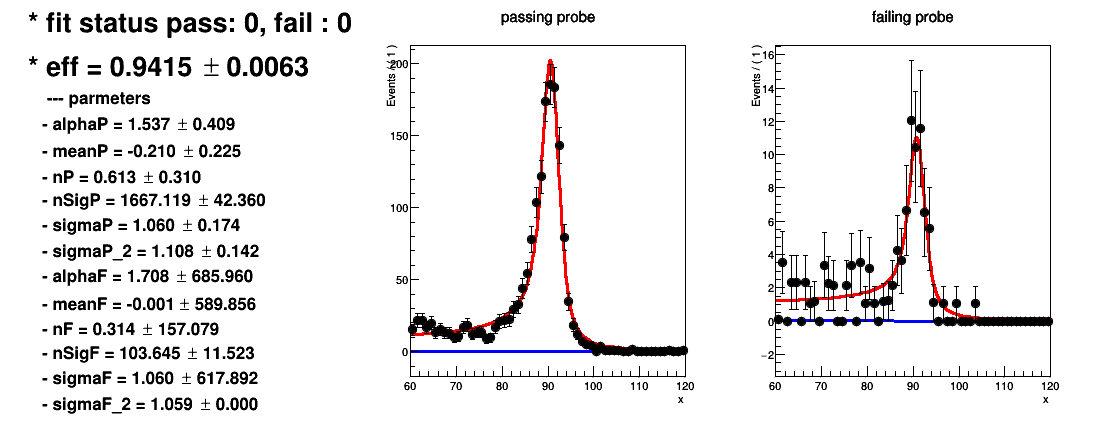 * fit status pass: 0, fail : 0
* eff = 0.9415 ± 0.0063
--- parmeters
- alphaP = 1.537 ± 0.409
- meanP = -0.210 ± 0.225
- nP = 0.613 ± 0.310
- nSigP = 1667.119 ± 42.360
- sigmaP = 1.060 ± 0.174
- sigmaP_2 = 1.108 ± 0.142
- alphaF = 1.708 ± 685.960
- meanF = -0.001 ± 589.856
- nF = 0.314 ± 157.079
- nSigF = 103.645 ± 11.523
- sigmaF = 1.060 ± 617.892
- sigmaF_2 = 1.059 ± 0.000
passing probe
Events / ( 1 )
200
150
100
50
0
60 70 80 90 100 110 120
x
failing probe
Events / ( 1 )
16
14
12
10
8
6
4
2
0
−2
60 70 80 90 100 110 120
x